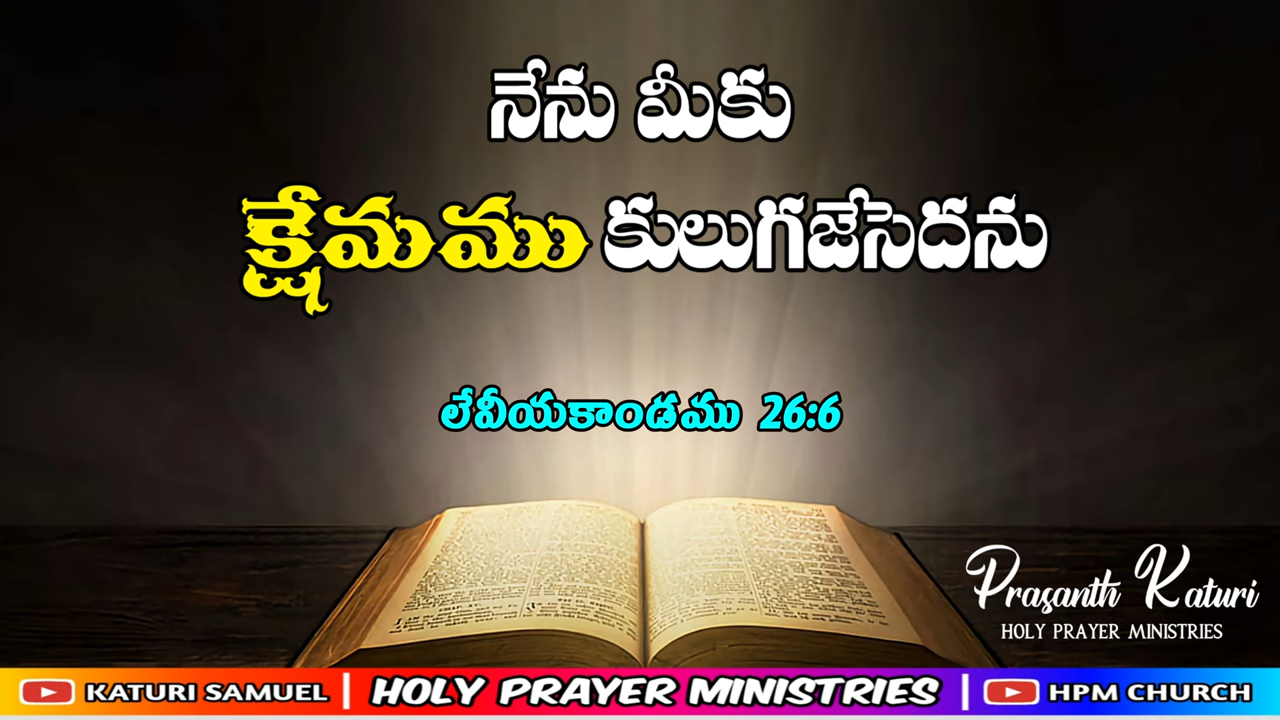 నేను మీకు
క్షేమము కులుగజేసెదను
లేవీయకాండము 26:6
Prasanth Katuri
HOLY PRAYER MINISTRIES
KATURI SAMUEL | HOLY PRAYER MINISTRIES | HPM CHURCH